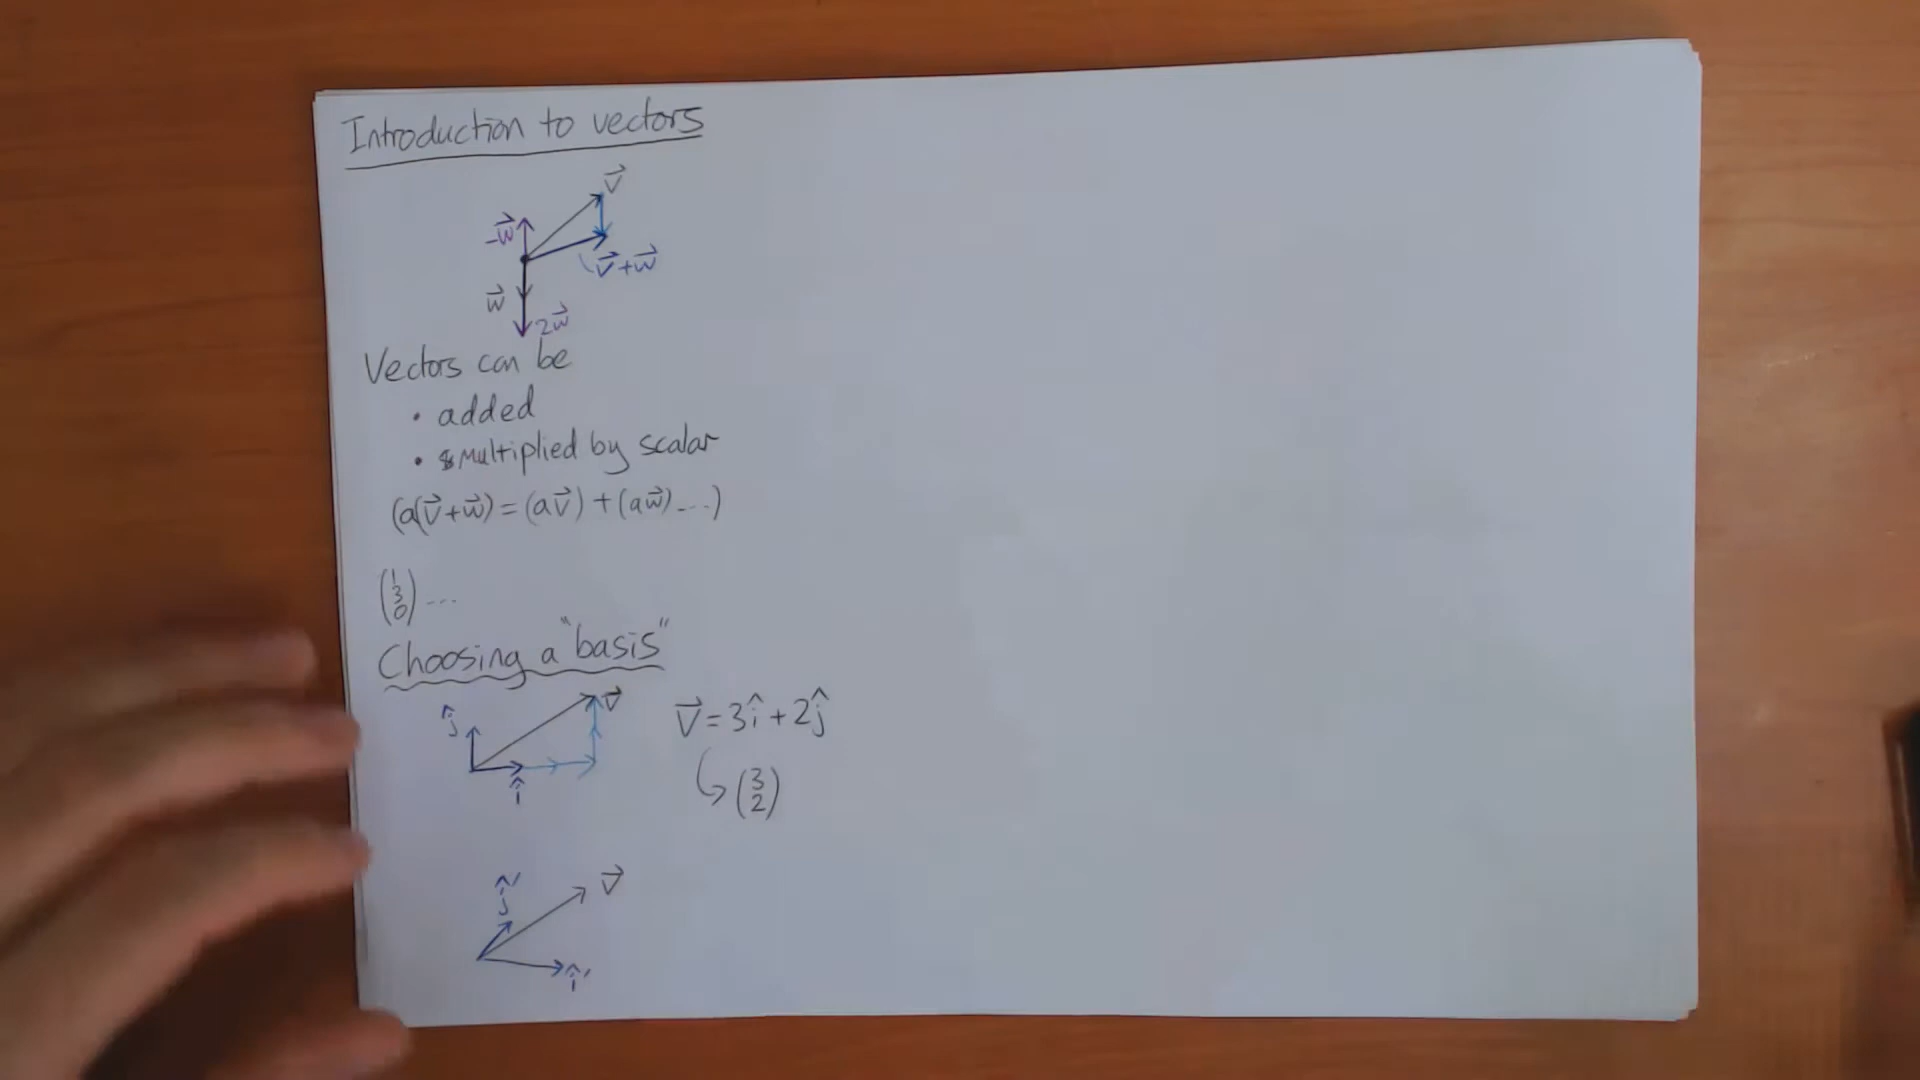 Introduction to vectors
v⃗
-w⃗
v⃗+w⃗
w⃗
2w⃗
Vectors can be
• added
• multiplied by scalar
(a(v⃗+w⃗) = (av⃗) + (aw⃗)....)
(1 3 0) ...
Choosing a "basis"
ĵ
v⃗
î
v⃗ = 3î + 2ĵ
(3 2)
ĵ'
v⃗
î'